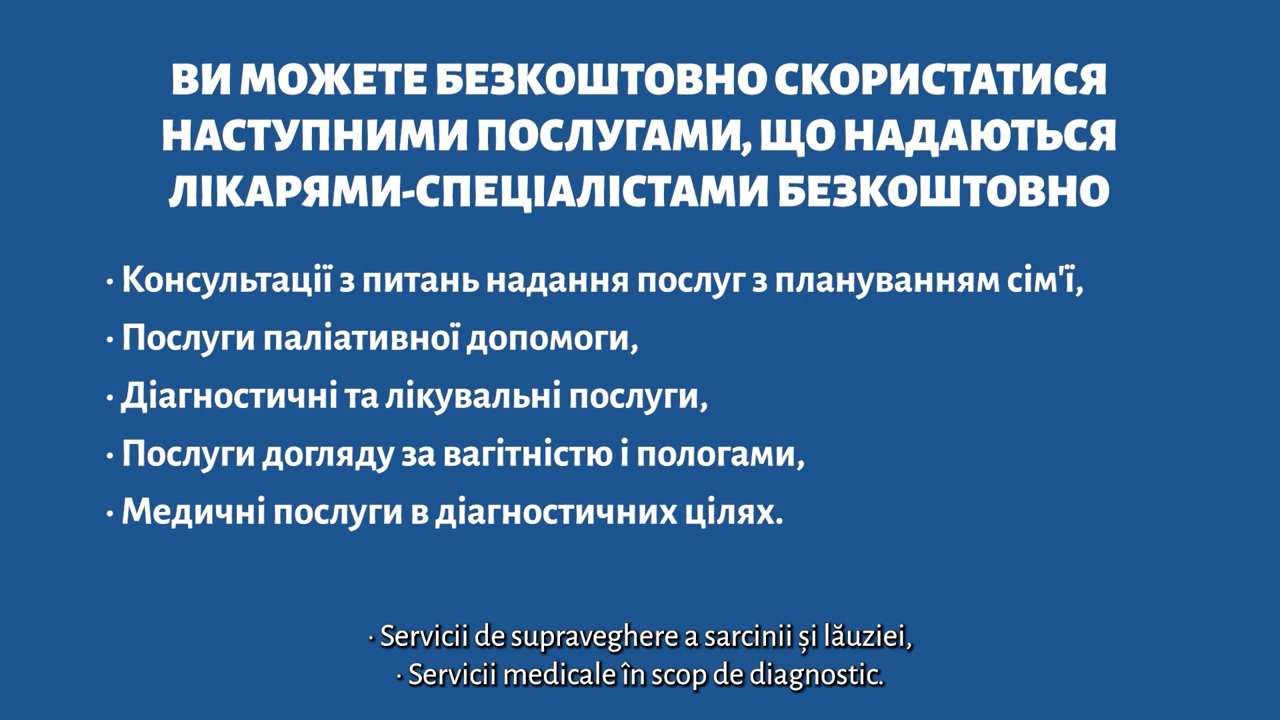 ВИ МОЖЕТЕ БЕЗКОШТОВНО СКОРИСТАТИСЯ
НАСТУПНИМИ ПОСЛУГАМИ, ЩО НАДАЮТЬСЯ
ЛІКАРЯМИ-СПЕЦІАЛІСТАМИ БЕЗКОШТОВНО
· Консультації з питань надання послуг з плануванням сім'ї,
· Послуги паліативної допомоги,
· Діагностичні та лікувальні послуги,
· Послуги догляду за вагітністю і пологами,
· Медичні послуги в діагностичних цілях.
· Servicii de supraveghere a sarcinii și lăuziei,
· Servicii medicale în scop de diagnostic.